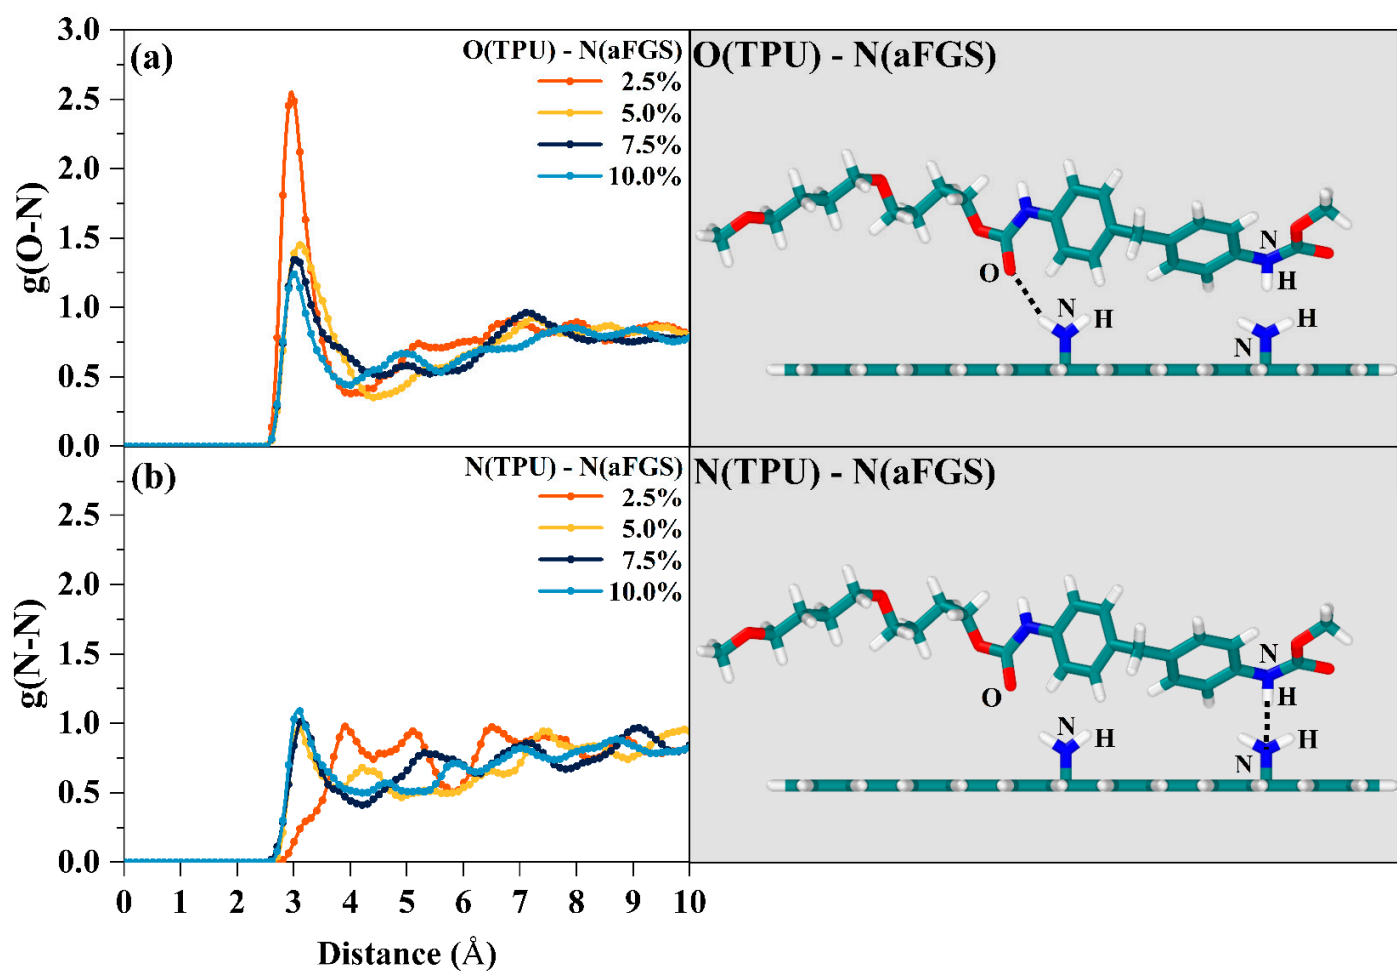 (a)
O(TPU) - N(aFGS)
2.5%
5.0%
7.5%
10.0%
g(O-N)
3.0
2.5
2.0
1.5
1.0
0.5
0.0
O(TPU) - N(aFGS)
O
N
H
N
H
N
H
(b)
N(TPU) - N(aFGS)
2.5%
5.0%
7.5%
10.0%
g(N-N)
2.5
2.0
1.5
1.0
0.5
0.0
0 1 2 3 4 5 6 7 8 9 10
Distance (Å)
N(TPU) - N(aFGS)
O
N
H
N
H
N
H